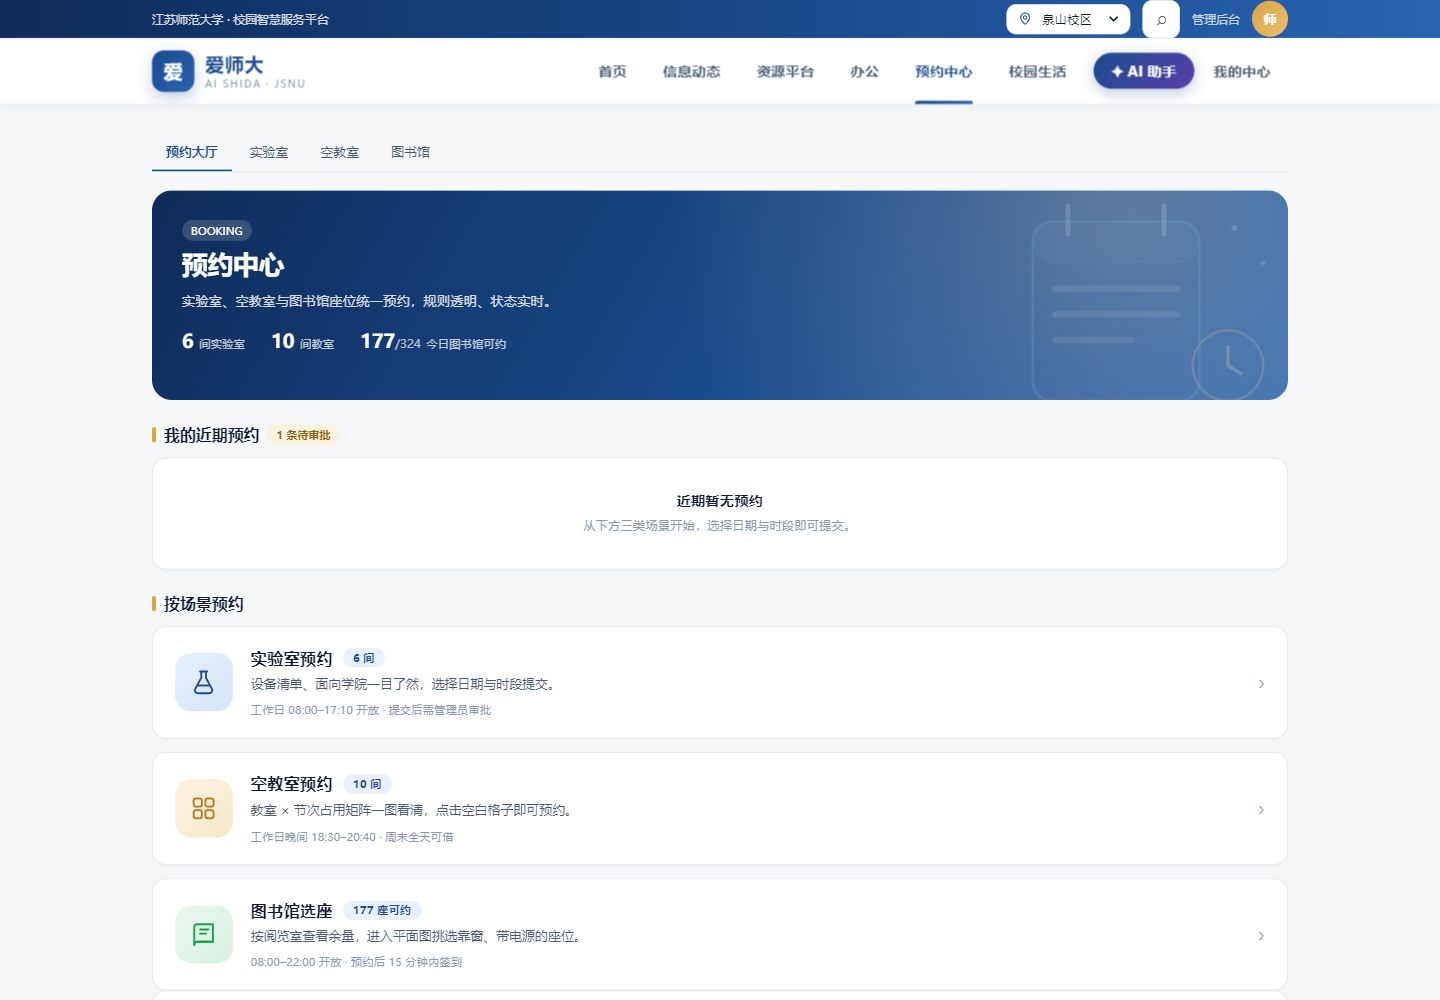 江苏师范大学 · 校园智慧服务平台
泉山校区
管理后台
师
爱
爱师大
AI SHIDA · JSNU
首页
信息动态
资源平台
办公
预约中心
校园生活
✦ AI 助手
我的中心
预约大厅
实验室
空教室
图书馆
BOOKING
预约中心
实验室、空教室与图书馆座位统一预约，规则透明、状态实时。
6 间实验室
10 间教室
177/324 今日图书馆可约
我的近期预约
1 条待审批
近期暂无预约
从下方三类场景开始，选择日期与时段即可提交。
按场景预约
实验室预约
6 间
设备清单、面向学院一目了然，选择日期与时段提交。
工作日 08:00–17:10 开放 · 提交后需管理员审批
空教室预约
10 间
教室 × 节次占用矩阵一图看清，点击空白格子即可预约。
工作日晚间 18:30–20:40 · 周末全天可借
图书馆选座
177 座可约
按阅览室查看余量，进入平面图挑选靠窗、带电源的座位。
08:00–22:00 开放 · 预约后 15 分钟内签到